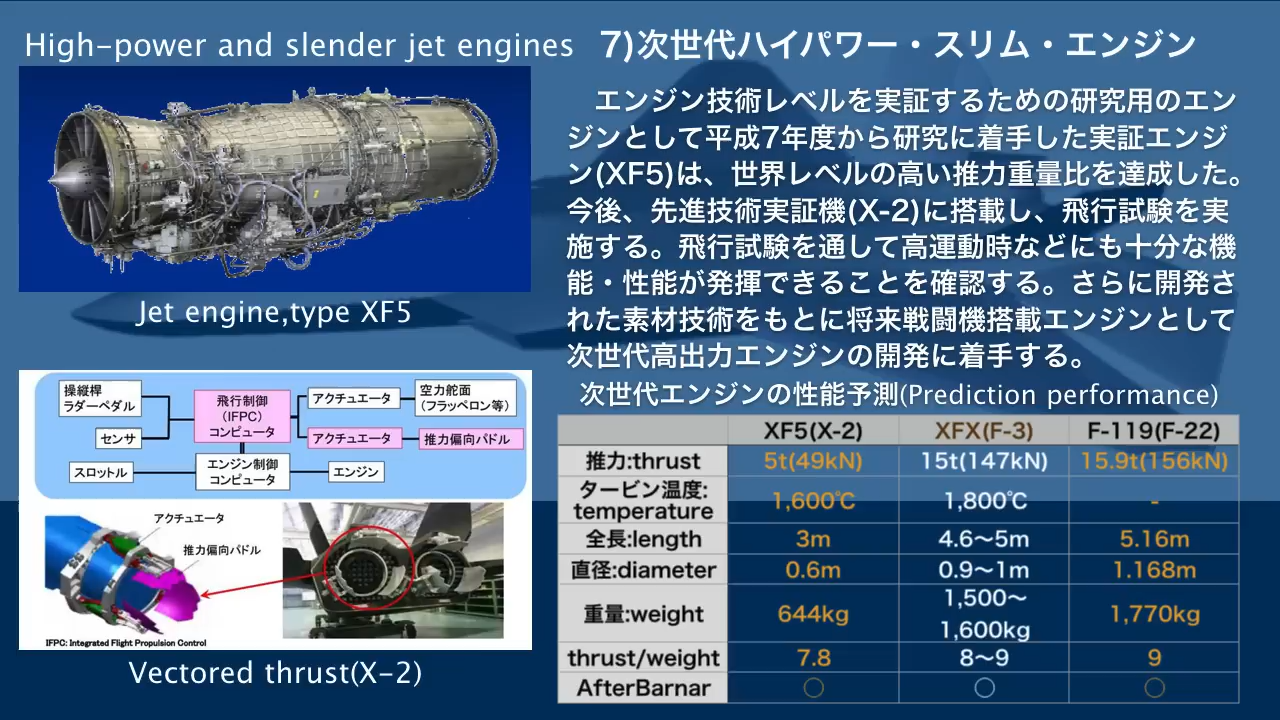 High-power and slender jet engines
7)次世代ハイパワー・スリム・エンジン
Jet engine,type XF5
エンジン技術レベルを実証するための研究用のエン
ジンとして平成7年度から研究に着手した実証エンジ
ン(XF5)は、世界レベルの高い推力重量比を達成した。
今後、先進技術実証機(X-2)に搭載し、飛行試験を実
施する。飛行試験を通して高運動時などにも十分な機
能・性能が発揮できることを確認する。さらに開発さ
れた素材技術をもとに将来戦闘機搭載エンジンとして
次世代高出力エンジンの開発に着手する。
操縦桿
ラダーペダル
センサ
スロットル
飛行制御
(IFPC)
コンピュータ
エンジン制御
コンピュータ
アクチュエータ
空力舵面
(フラッペロン等)
アクチュエータ
推力偏向パドル
エンジン
アクチュエータ
推力偏向パドル
IFPC: Integrated Flight Propulsion Control
Vectored thrust(X-2)
次世代エンジンの性能予測(Prediction performance)
XF5(X-2) XFX(F-3) F-119(F-22)
推力:thrust 5t(49kN) 15t(147kN) 15.9t(156kN)
タービン温度:
temperature 1,600℃ 1,800℃ -
全長:length 3m 4.6〜5m 5.16m
直径:diameter 0.6m 0.9〜1m 1.168m
重量:weight 644kg 1,500〜
1,600kg 1,770kg
thrust/weight 7.8 8〜9 9
AfterBarnar ○ ○ ○